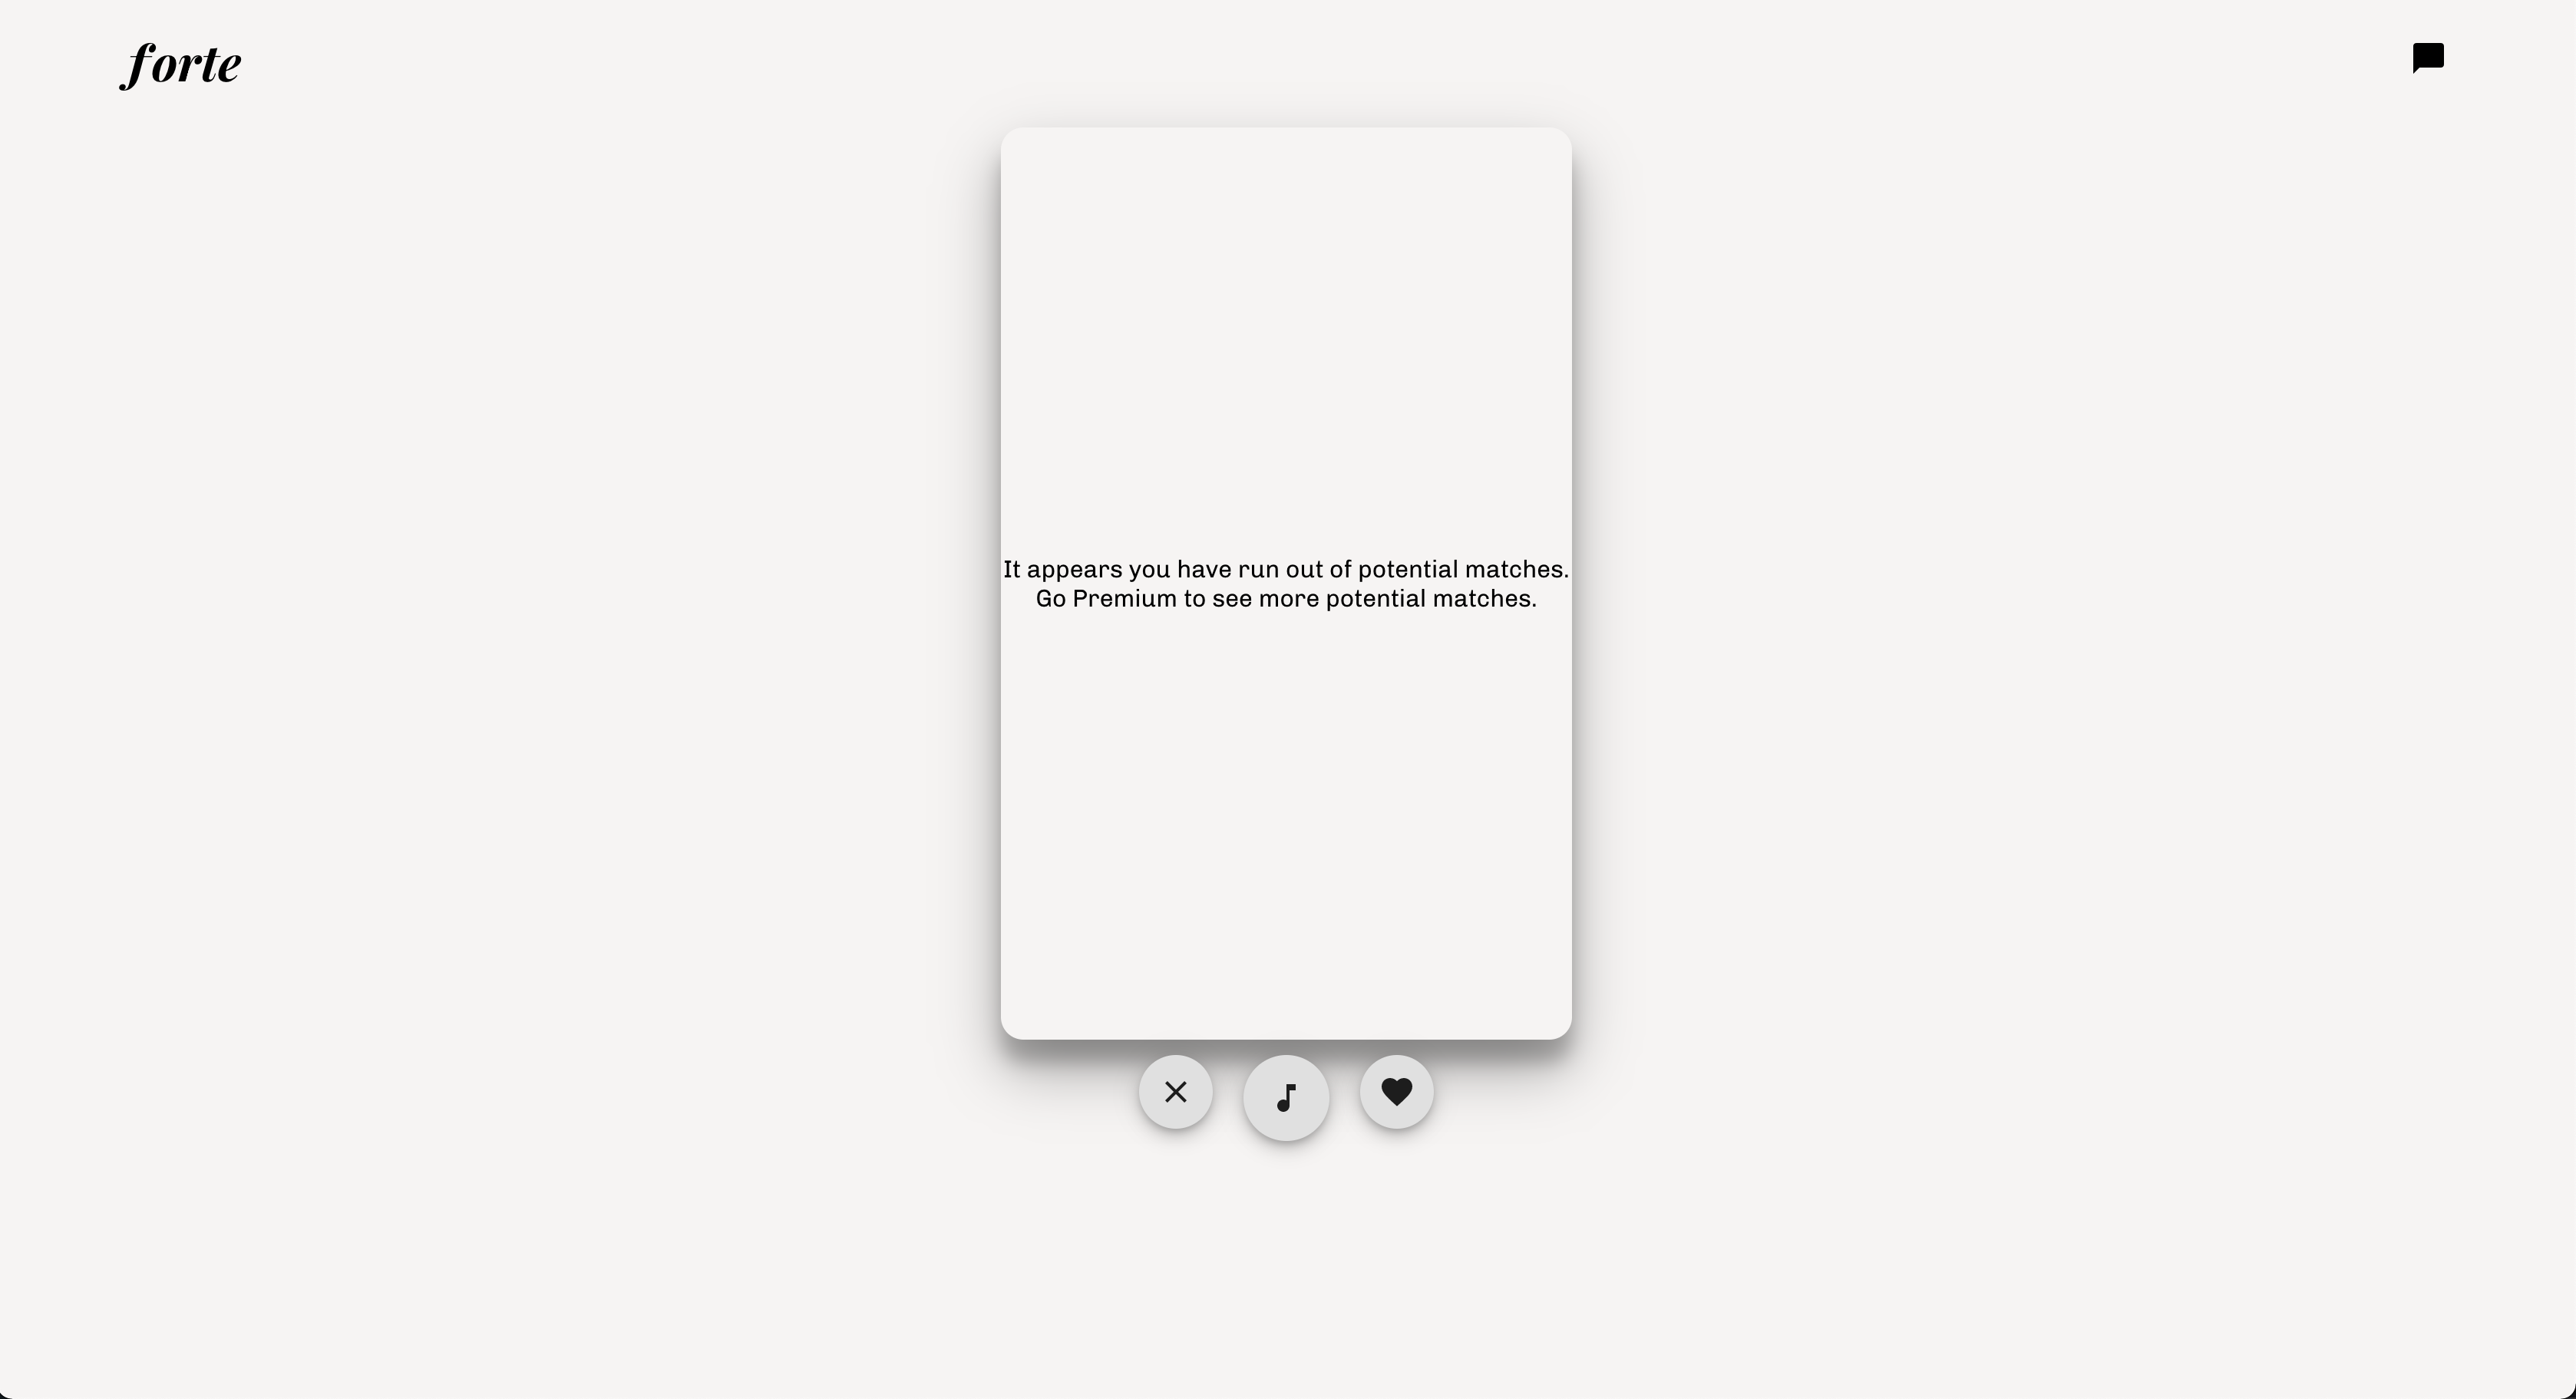 forte
It appears you have run out of potential matches.
Go Premium to see more potential matches.